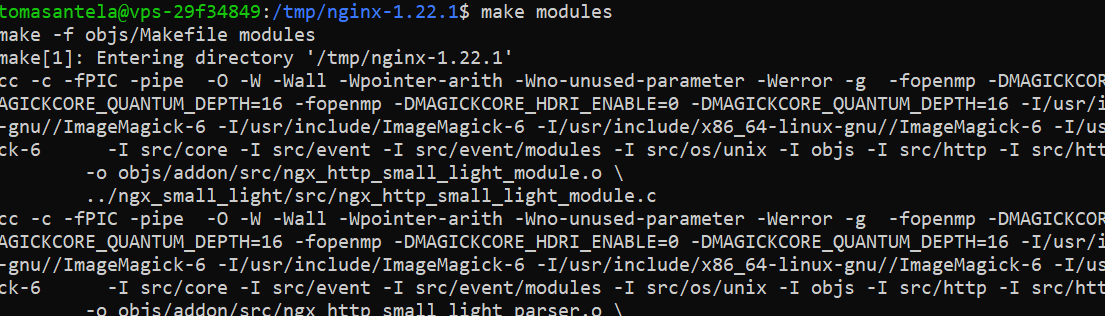 tomasantela@vps-29f34849:/tmp/nginx-1.22.1$ make modules
make -f objs/Makefile modules
make[1]: Entering directory '/tmp/nginx-1.22.1'
cc -c -fPIC -pipe  -O -W -Wall -Wpointer-arith -Wno-unused-parameter -Werror -g  -fopenmp -DMAGICKCOR
AGICKCORE_QUANTUM_DEPTH=16 -fopenmp -DMAGICKCORE_HDRI_ENABLE=0 -DMAGICKCORE_QUANTUM_DEPTH=16 -I/usr/i
-gnu//ImageMagick-6 -I/usr/include/ImageMagick-6 -I/usr/include/x86_64-linux-gnu//ImageMagick-6 -I/us
ck-6      -I src/core -I src/event -I src/event/modules -I src/os/unix -I objs -I src/http -I src/htt
-o objs/addon/src/ngx_http_small_light_module.o \
../ngx_small_light/src/ngx_http_small_light_module.c
cc -c -fPIC -pipe  -O -W -Wall -Wpointer-arith -Wno-unused-parameter -Werror -g  -fopenmp -DMAGICKCOR
AGICKCORE_QUANTUM_DEPTH=16 -fopenmp -DMAGICKCORE_HDRI_ENABLE=0 -DMAGICKCORE_QUANTUM_DEPTH=16 -I/usr/i
-gnu//ImageMagick-6 -I/usr/include/ImageMagick-6 -I/usr/include/x86_64-linux-gnu//ImageMagick-6 -I/us
ck-6      -I src/core -I src/event -I src/event/modules -I src/os/unix -I objs -I src/http -I src/htt
-o objs/addon/src/ngx_http_small_light_parser.o \